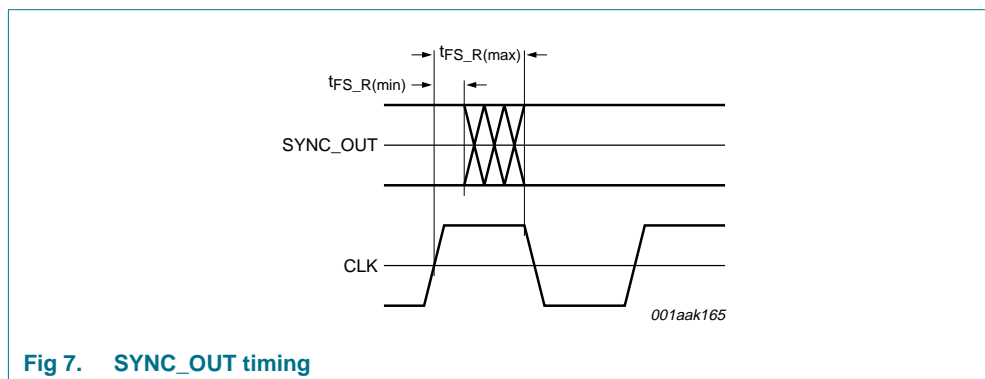 tFS_R(max)
tFS_R(min)
SYNC_OUT
CLK
001aak165
Fig 7. SYNC_OUT timing